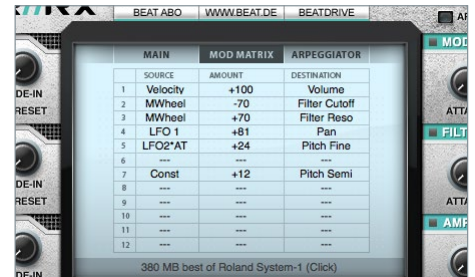 BEAT ABO WWW.BEAT.DE BEATDRIVE
MAIN MOD MATRIX ARPEGGIATOR
SOURCE AMOUNT DESTINATION
1 Velocity +100 Volume
2 MWheel -70 Filter Cutoff
3 MWheel +70 Filter Reso
4 LFO 1 +81 Pan
5 LFO2*AT +24 Pitch Fine
6 --- --- ---
7 Const +12 Pitch Semi
8 --- --- ---
9 --- --- ---
10 --- --- ---
11 --- --- ---
12 --- --- ---
380 MB best of Roland System-1 (Click)
DE-IN
RESET
DE-IN
RESET
DE-IN
MOD
ATTA
FILT
ATTA
AMP